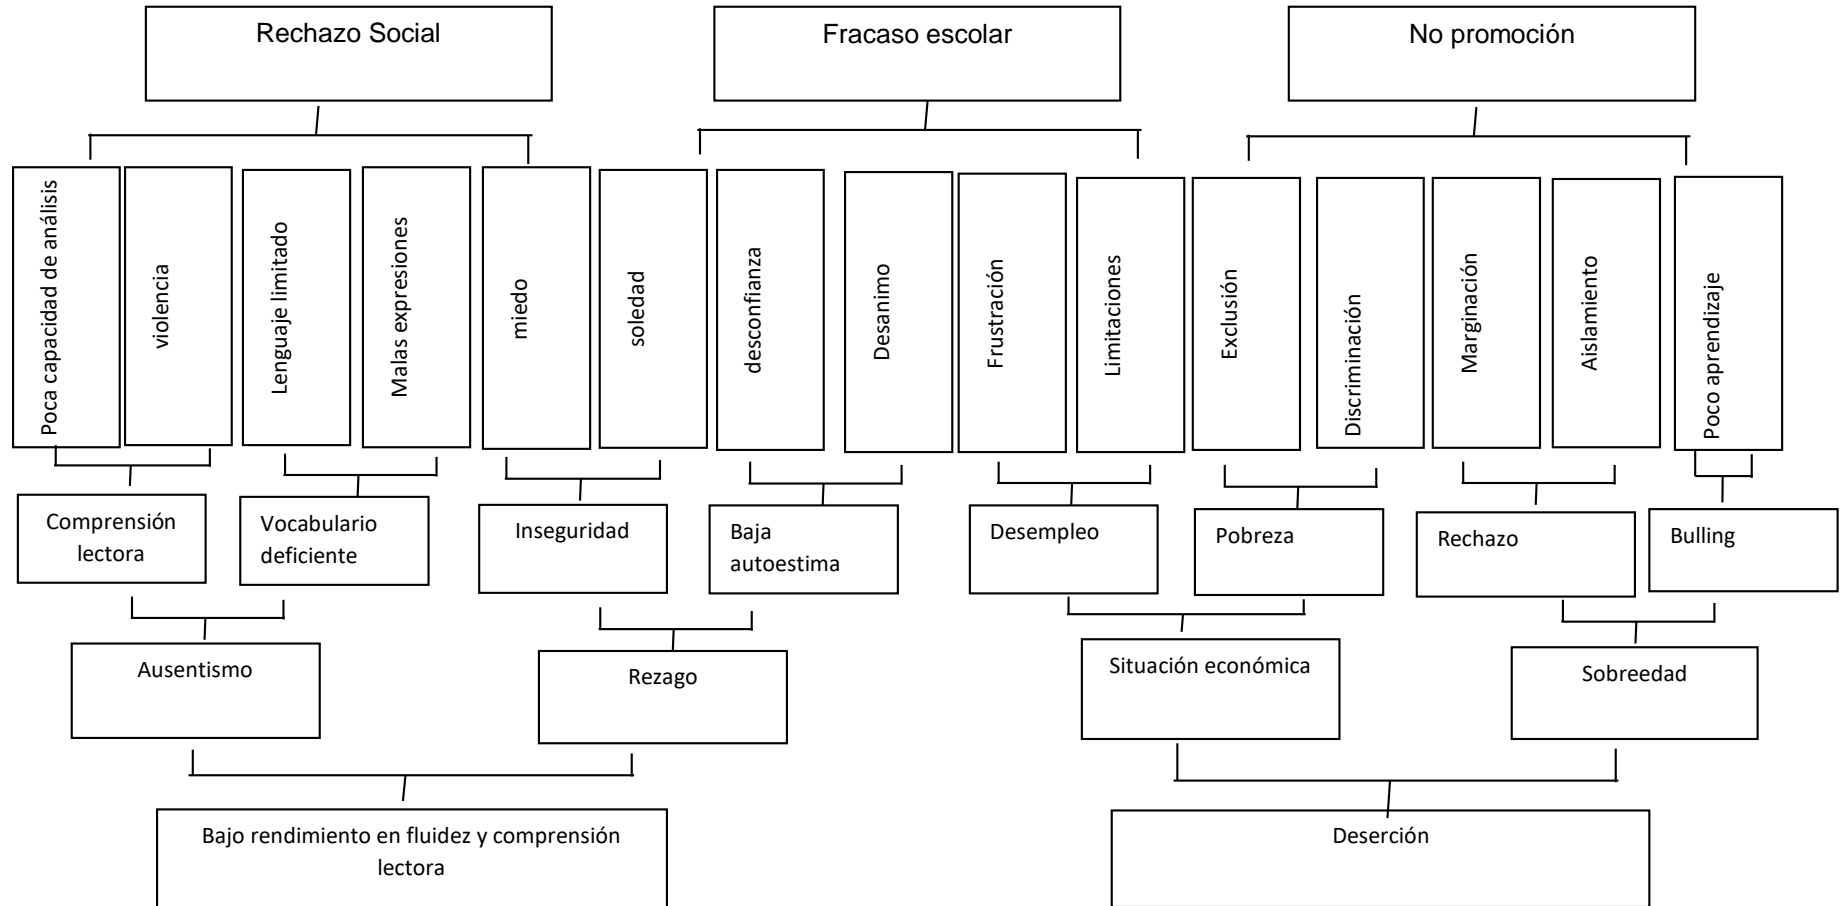 Rechazo Social
Fracaso escolar
No promoción
Poca capacidad de análisis
violencia
Lenguaje limitado
Malas expresiones
miedo
soledad
desconfianza
Desanimo
Frustración
Limitaciones
Exclusión
Discriminación
Marginación
Aislamiento
Poco aprendizaje
Comprensión
lectora
Vocabulario
deficiente
Inseguridad
Baja
autoestima
Desempleo
Pobreza
Rechazo
Bulling
Ausentismo
Rezago
Situación económica
Sobreedad
Bajo rendimiento en fluidez y comprensión
lectora
Deserción